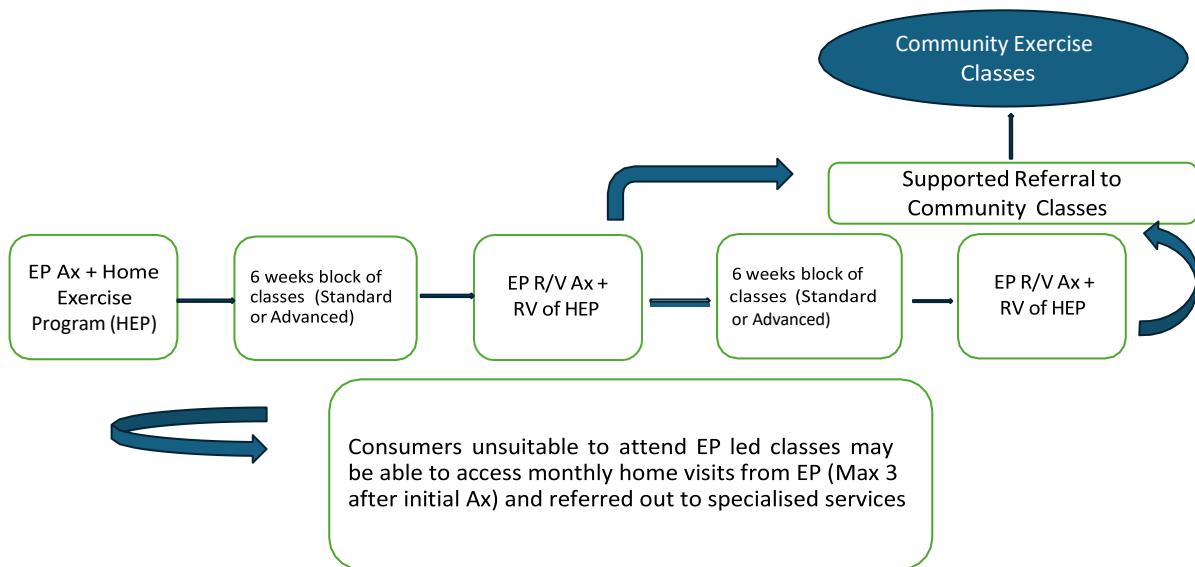 Community Exercise
Classes
Supported Referral to
Community Classes
EP Ax + Home
Exercise
Program (HEP)
6 weeks block of
classes (Standard
or Advanced)
EP R/V Ax +
RV of HEP
6 weeks block of
classes (Standard
or Advanced)
EP R/V Ax +
RV of HEP
Consumers unsuitable to attend EP led classes may
be able to access monthly home visits from EP (Max 3
after initial Ax) and referred out to specialised services